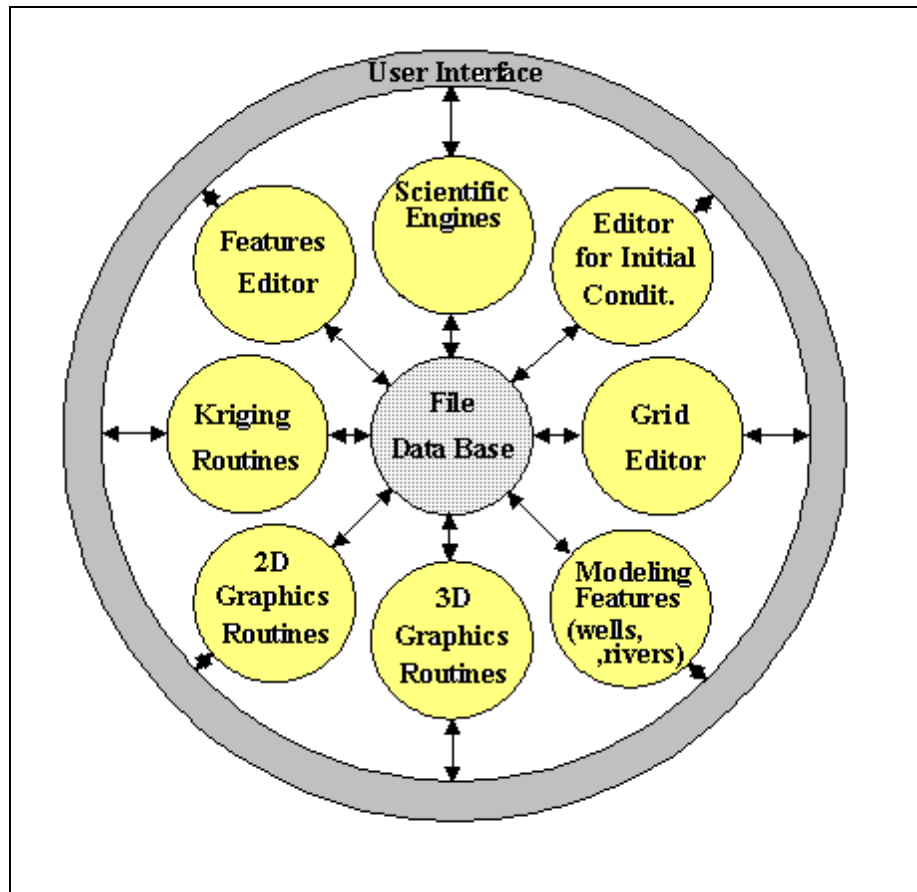 User Interface
Scientific
Engines
Features
Editor
Editor
for Initial
Condit.
Kriging
Routines
File
Data Base
Grid
Editor
2D
Graphics
Routines
3D
Graphics
Routines
Modeling
Features
(wells,
,rivers)